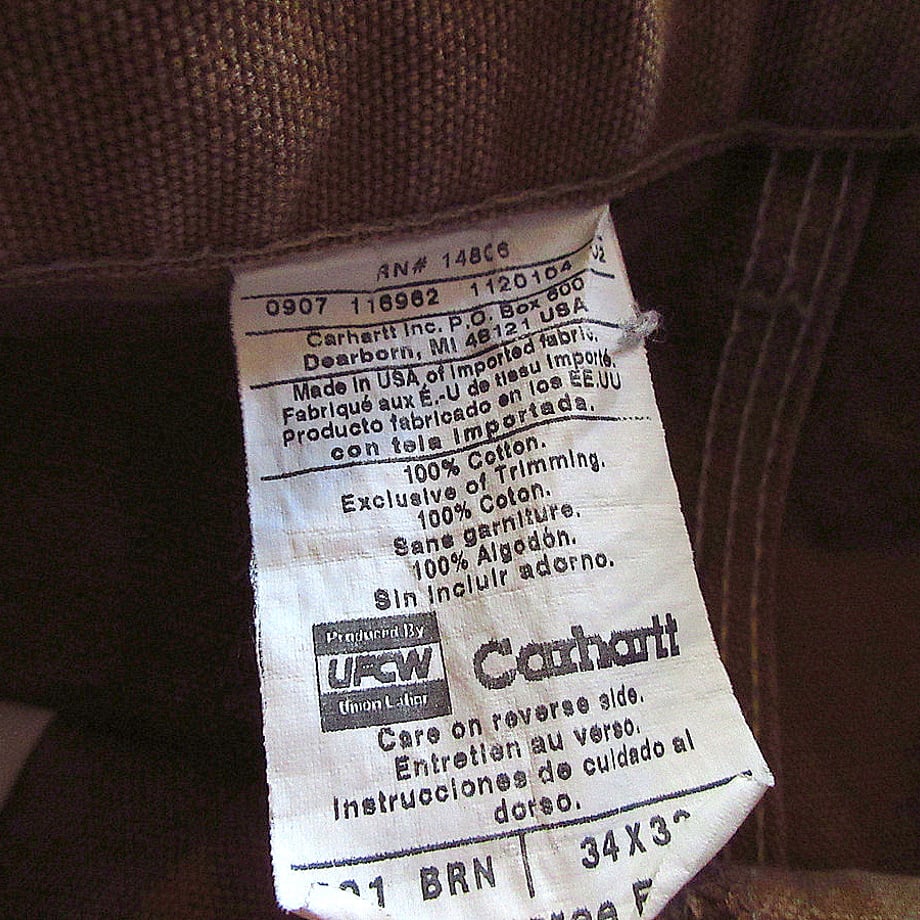 RN# 14806
0907 116962 1120104 02
Carhartt Inc. P.O. Box 600
Dearborn, MI 48121 USA
Made in USA of imported fabric.
Fabriqué aux É.-U de tissu importé.
Producto fabricado en los EE.UU
con tela importada.
100% Cotton.
Exclusive of Trimming.
100% Coton.
Sans garniture.
100% Algodón.
Sin incluir adorno.
Produced By
UFCW
Union Labor
Carhartt
Care on reverse side.
Entretien au verso.
Instrucciones de cuidado al
dorso.
BRN